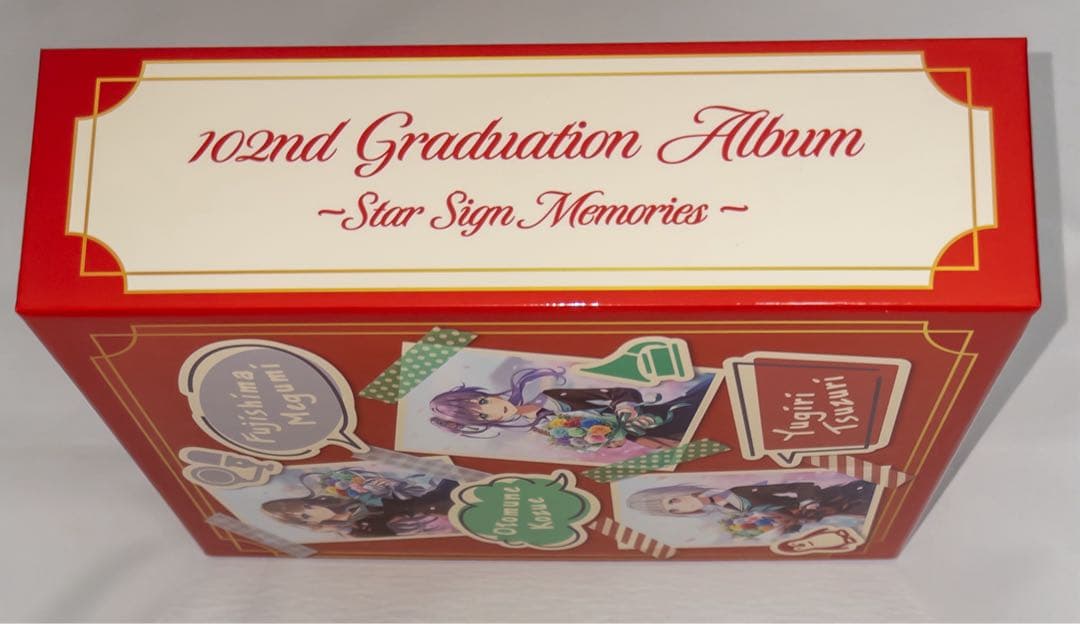 102nd Graduation Album
~Star Sign Memories~
Fujishima
Megumi
Yugiri
Tsuzuri
Otomune
Kozue